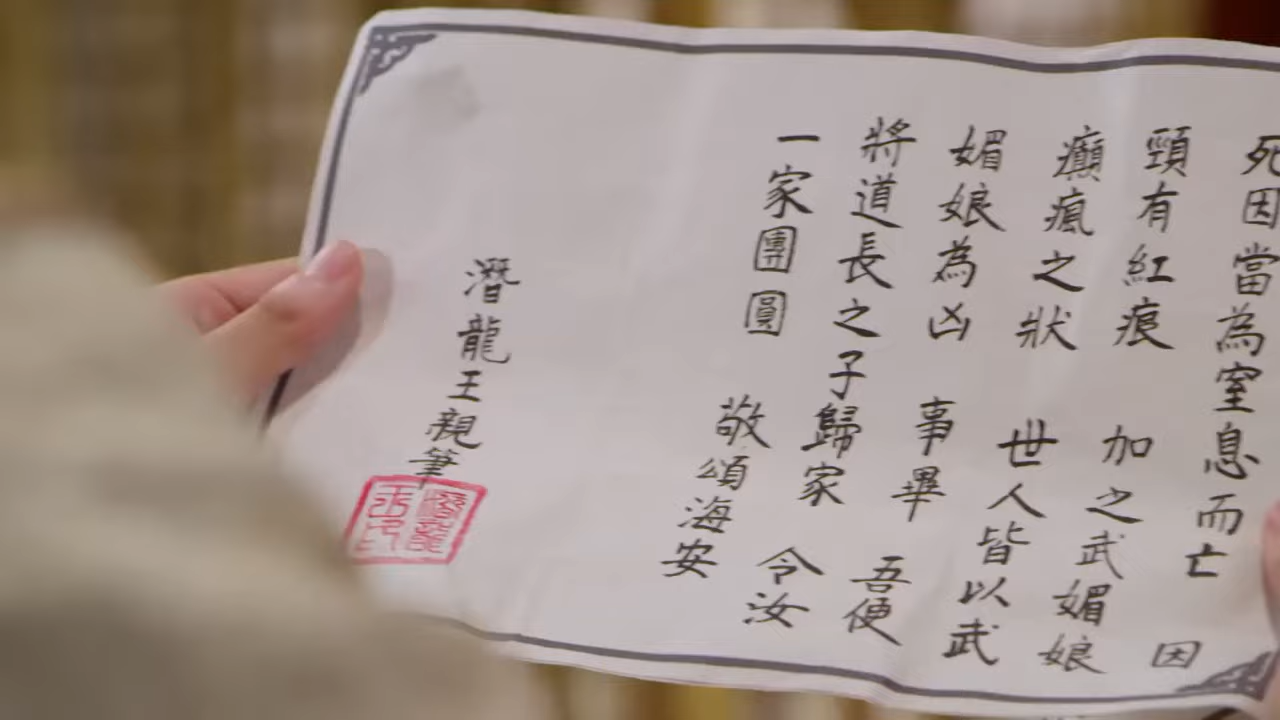 死因當為窒息而亡 因
頸有紅痕 加之武媚娘
癲瘋之狀 世人皆以武
媚娘為凶 事畢 吾便
將道長之子歸家 令汝
一家團圓 敬頌海安
潛龍王親筆
潛龍